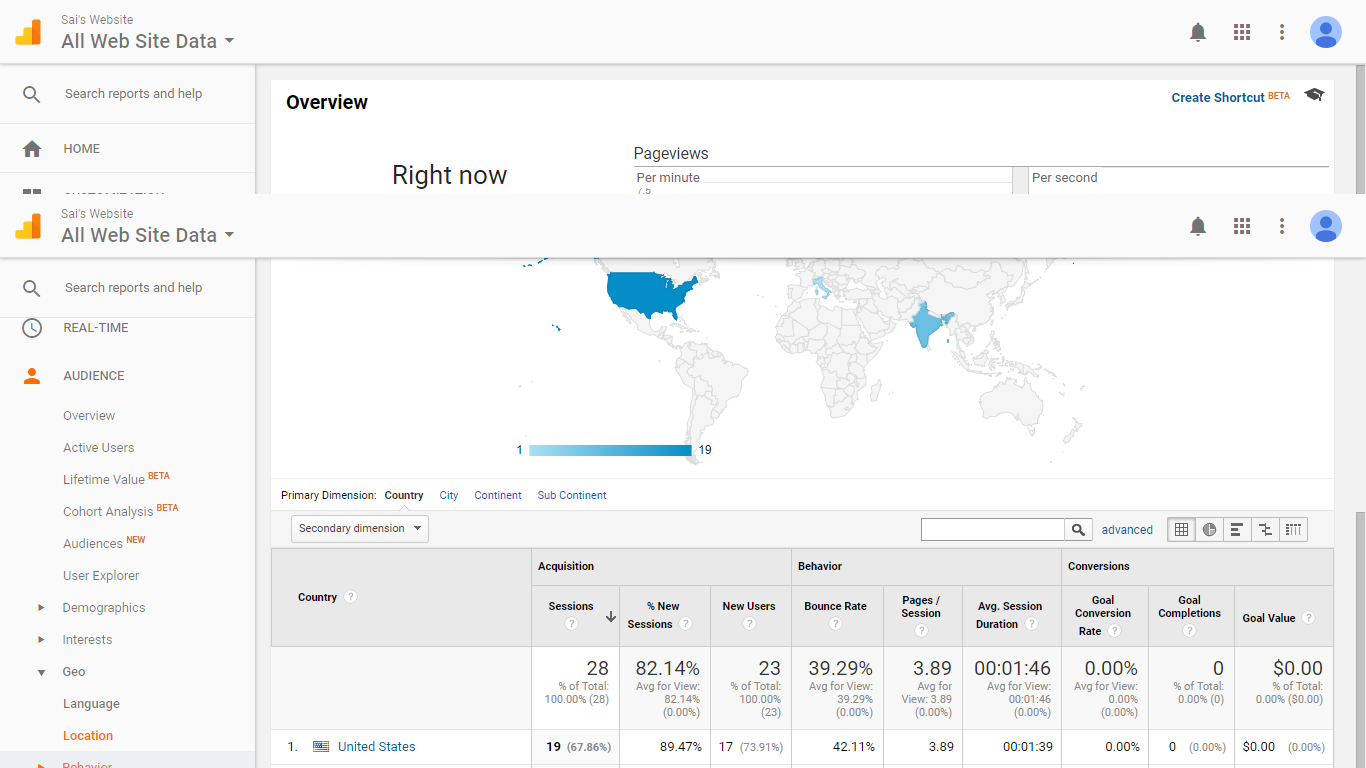 Sai's Website
All Web Site Data
Search reports and help
HOME
CUSTOMIZATION
Overview
Create Shortcut BETA
Right now
Pageviews
Per minute
Per second
7.5
Sai's Website
All Web Site Data
Search reports and help
REAL-TIME
AUDIENCE
Overview
Active Users
Lifetime Value BETA
Cohort Analysis BETA
Audiences NEW
User Explorer
Demographics
Interests
Geo
Language
Location
Behavior
1 19
Primary Dimension: Country City Continent Sub Continent
Secondary dimension
advanced
Country ?
Acquisition
Behavior
Conversions
Sessions ?
% New Sessions ?
New Users ?
Bounce Rate ?
Pages / Session ?
Avg. Session Duration ?
Goal Conversion Rate ?
Goal Completions ?
Goal Value ?
28
% of Total:
100.00% (28)
82.14%
Avg for View:
82.14%
(0.00%)
23
% of Total:
100.00%
(23)
39.29%
Avg for View:
39.29%
(0.00%)
3.89
Avg for
View: 3.89
(0.00%)
00:01:46
Avg for View:
00:01:46
(0.00%)
0.00%
Avg for View:
0.00%
(0.00%)
0
% of Total:
0.00% (0)
$0.00
% of Total:
0.00% ($0.00)
1. United States 19 (67.86%) 89.47% 17 (73.91%) 42.11% 3.89 00:01:39 0.00% 0 (0.00%) $0.00 (0.00%)